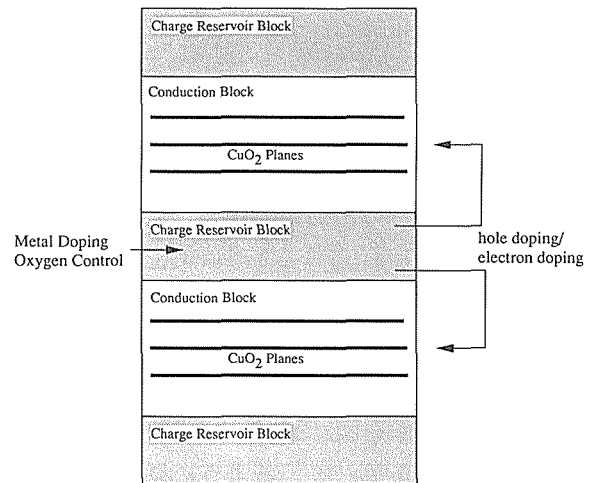 Charge Reservoir Block
Conduction Block
CuO2 Planes
Charge Reservoir Block
Metal Doping
Oxygen Control
hole doping/
electron doping
Conduction Block
CuO2 Planes
Charge Reservoir Block